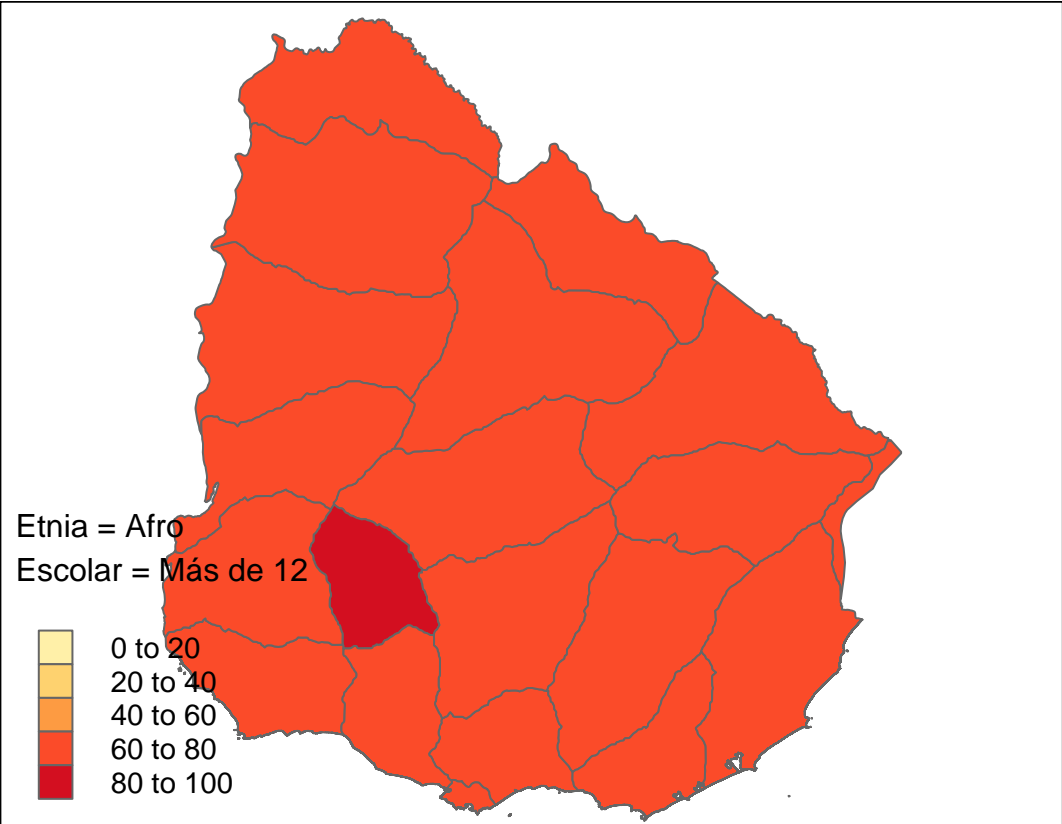 Etnia = Afro
Escolar = Más de 12
0 to 20
20 to 40
40 to 60
60 to 80
80 to 100